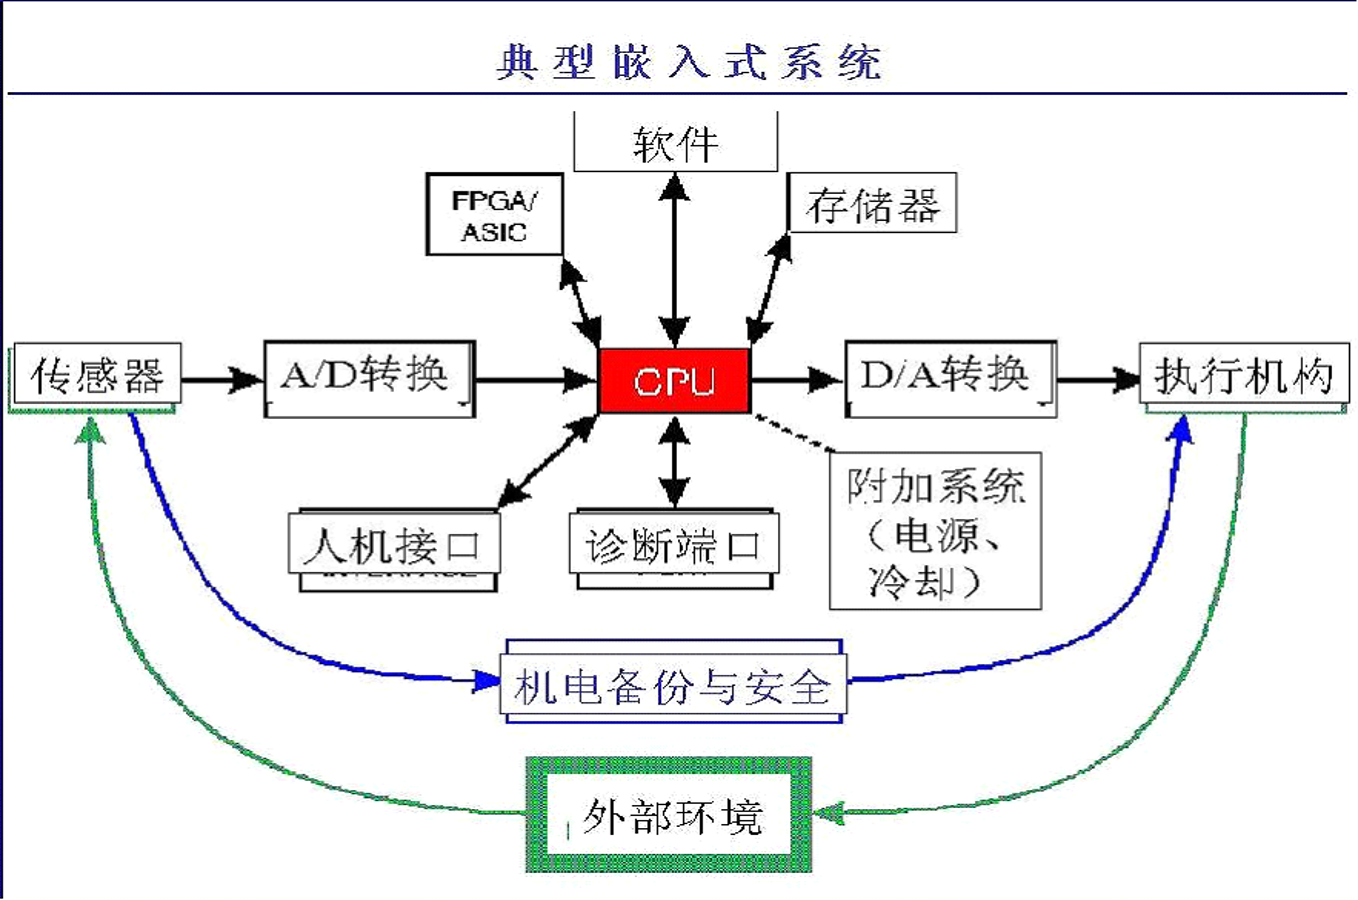 典型嵌入式系统
软件
FPGA/
ASIC
存储器
传感器
A/D转换
CPU
D/A转换
执行机构
人机接口
诊断端口
附加系统
（电源、
冷却）
机电备份与安全
外部环境